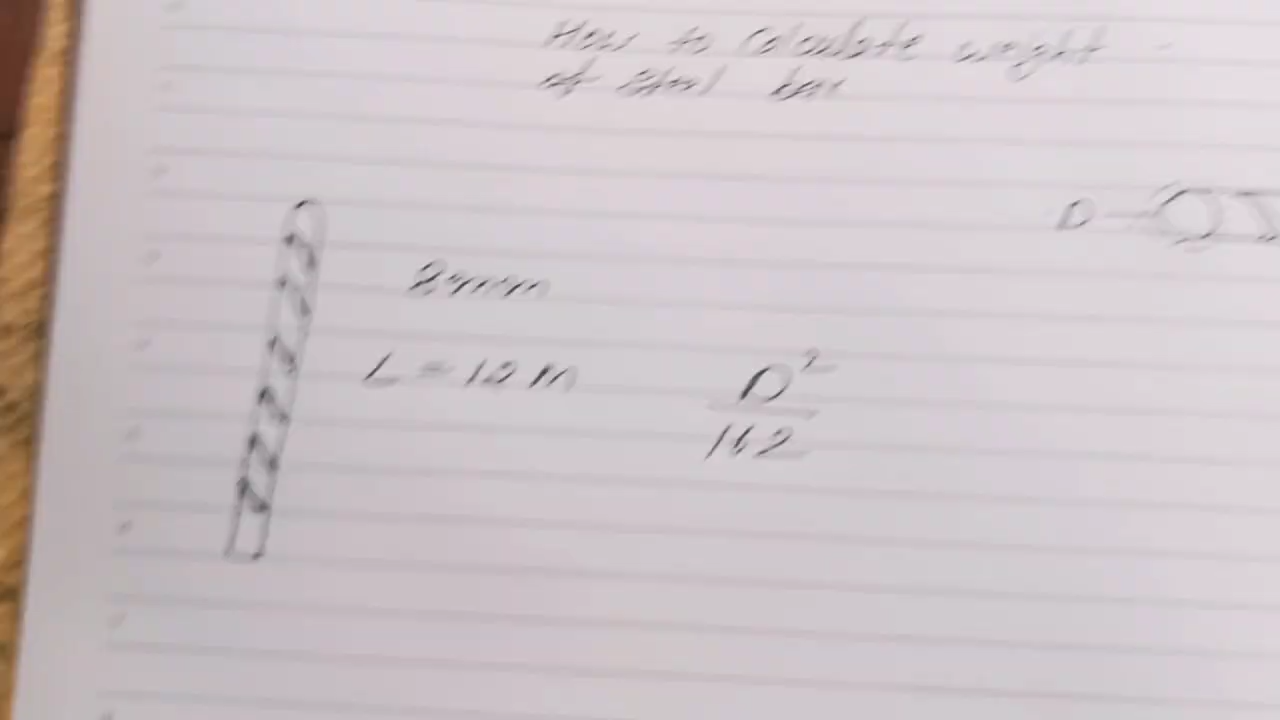 How to Calculate weight
of Steel bar
D
8mm
L = 12 m
D²
162